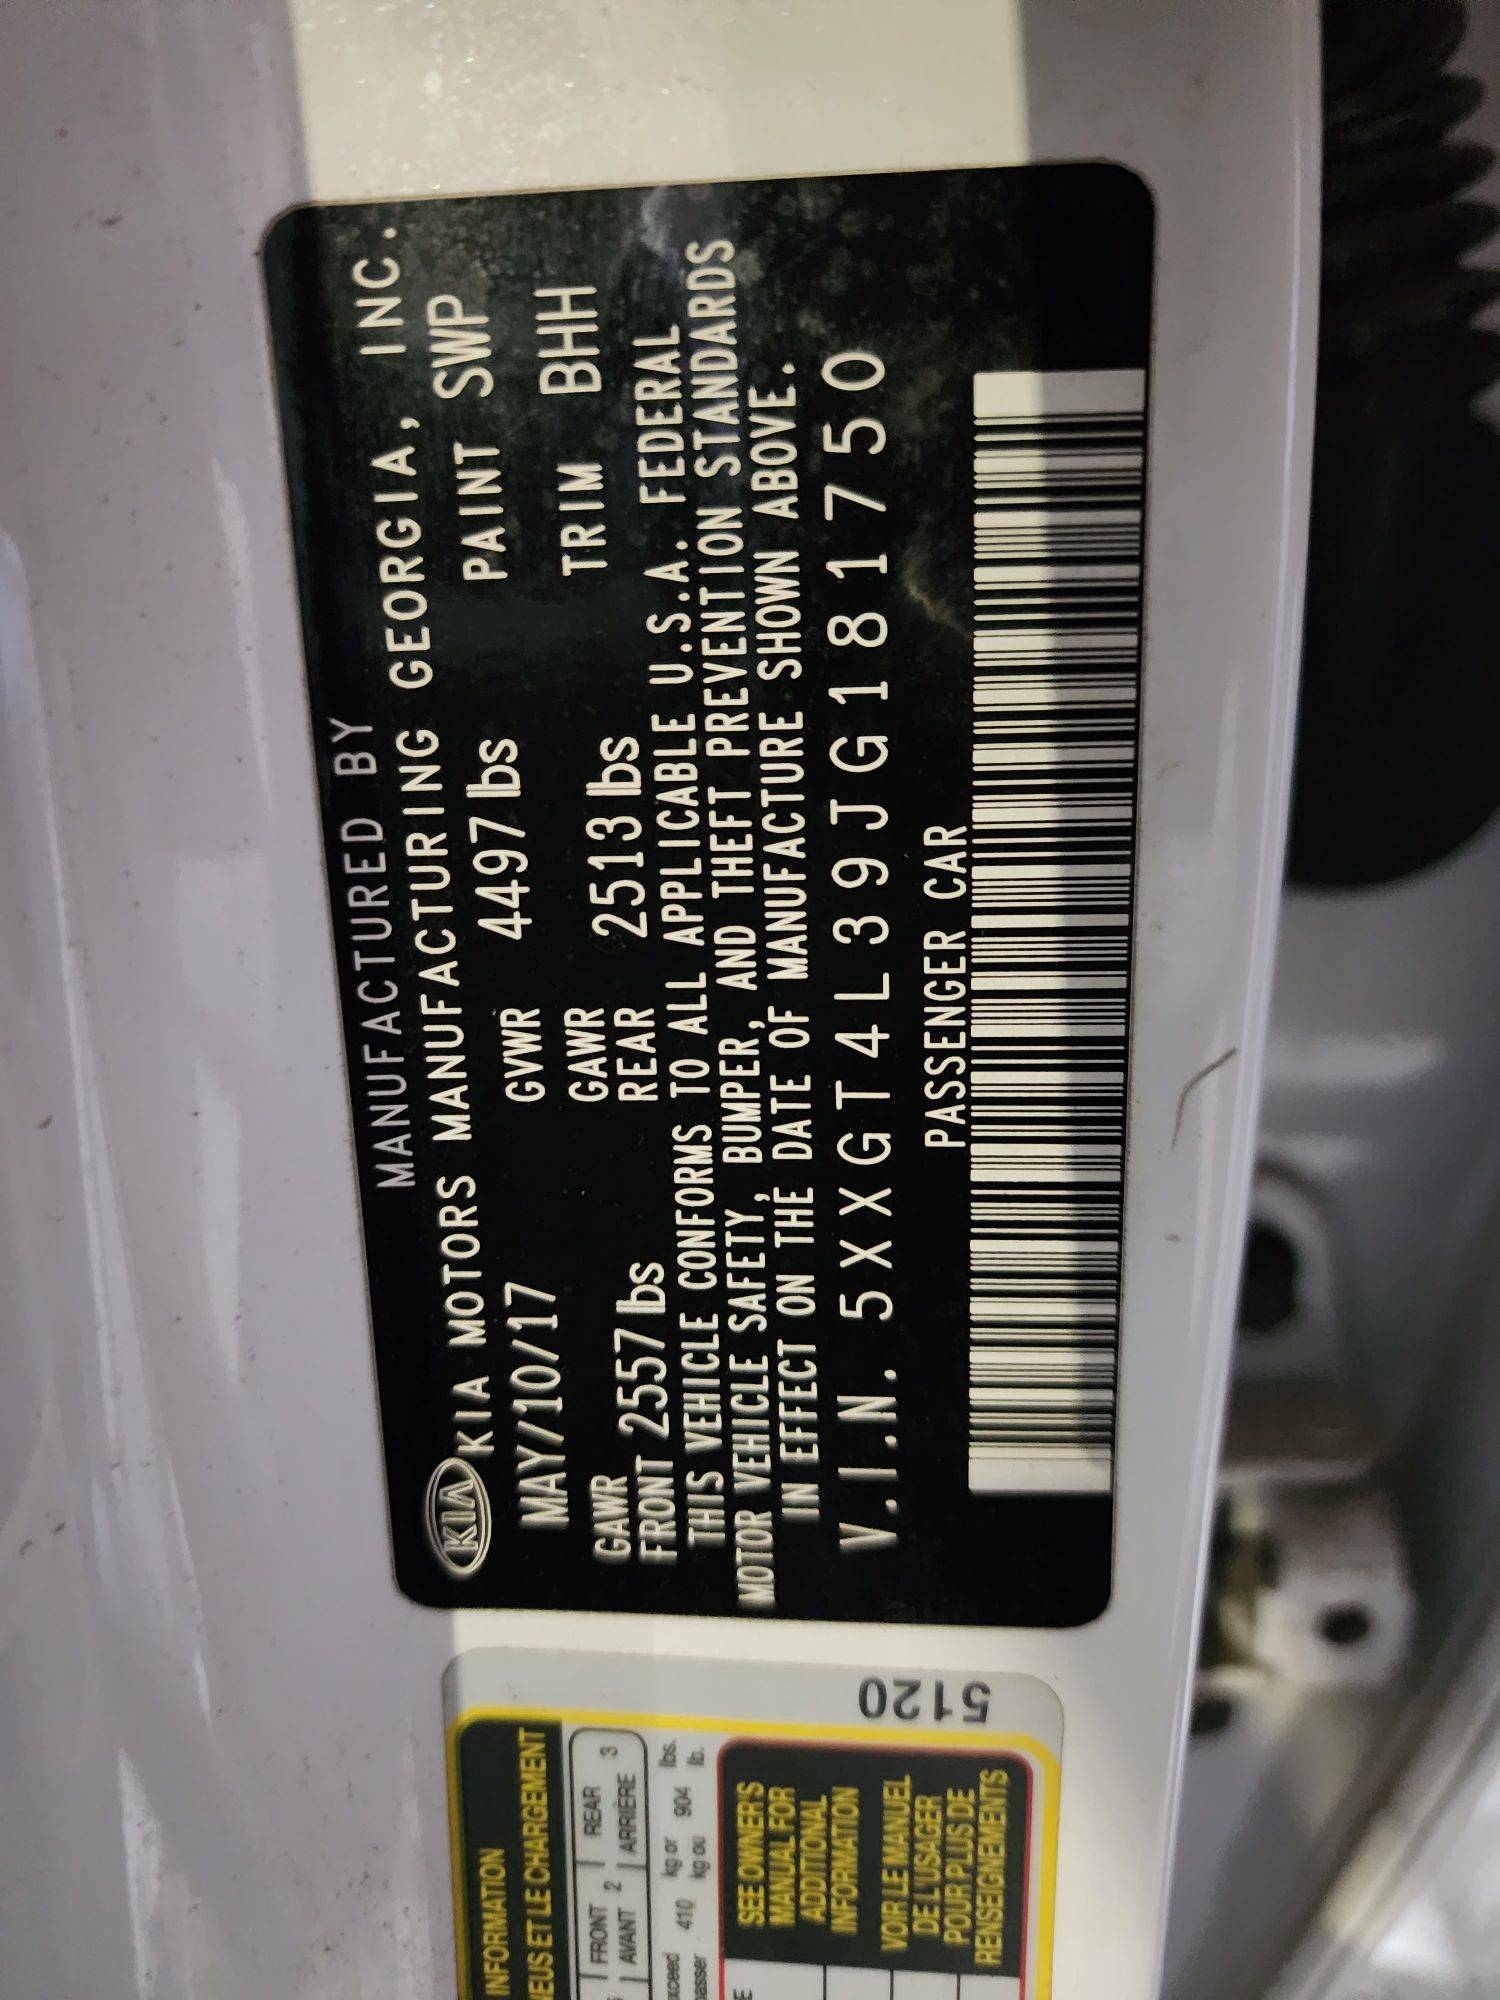 MANUFACTURED BY
KIA KIA MOTORS MANUFACTURING GEORGIA, INC.
MAY/10/17 GVWR 4497 lbs PAINT SWP
GAWR FRONT 2557 lbs GAWR REAR 2513 lbs TRIM BHH
THIS VEHICLE CONFORMS TO ALL APPLICABLE U.S.A. FEDERAL
MOTOR VEHICLE SAFETY, BUMPER, AND THEFT PREVENTION STANDARDS
IN EFFECT ON THE DATE OF MANUFACTURE SHOWN ABOVE.
V.I.N. 5XXGT4L39JG181750
PASSENGER CAR
INFORMATION
ET LE CHARGEMENT
FRONT 2 REAR 3
AVANT ARRIÈRE
410 kg or 904 lbs.
kg ou lb.
SEE OWNER'S
MANUAL FOR
ADDITIONAL
INFORMATION
VOIR LE MANUEL
DE L'USAGER
POUR PLUS DE
RENSEIGNEMENTS
5120